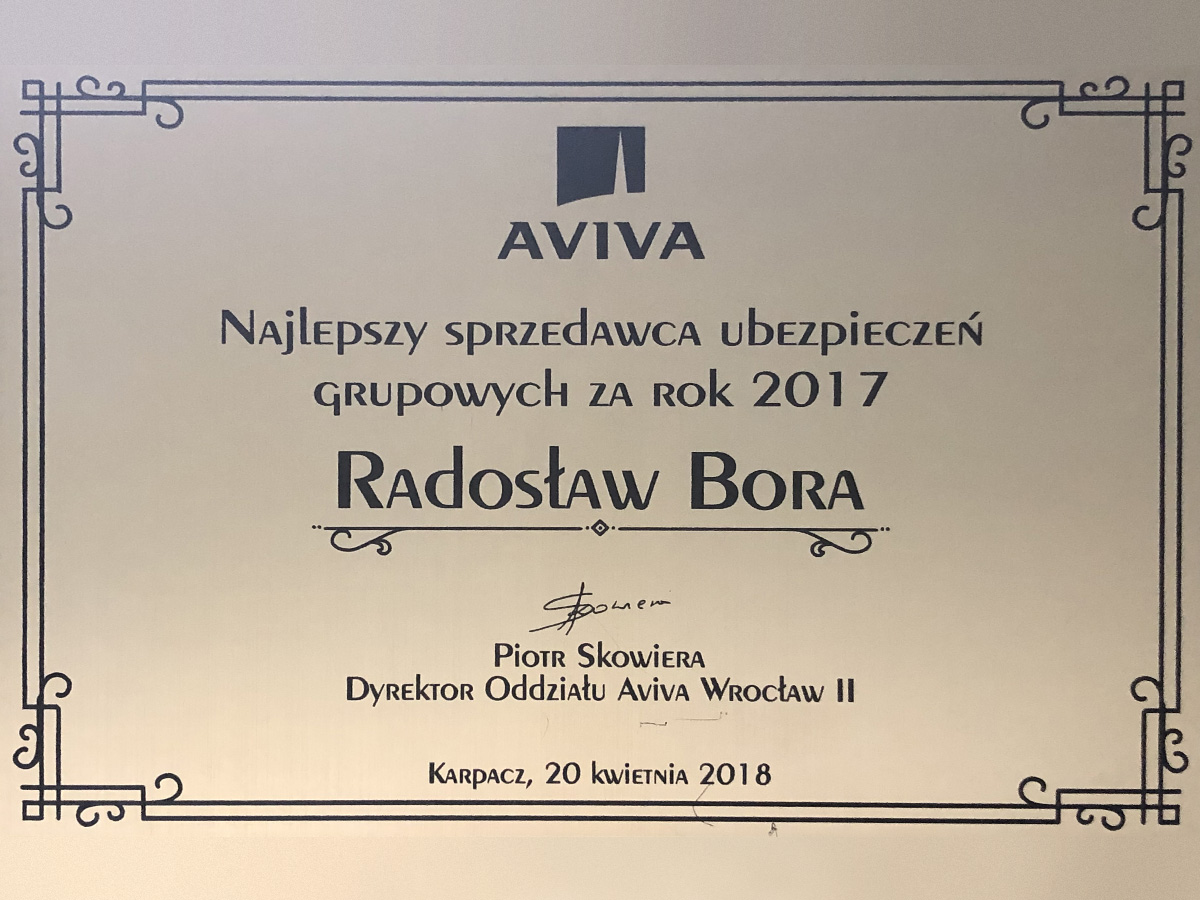 AVIVA
Najlepszy sprzedawca ubezpieczeń
grupowych za rok 2017
Radosław Bora
Piotr Skowiera
Dyrektor Oddziału Aviva Wrocław II
Karpacz, 20 kwietnia 2018